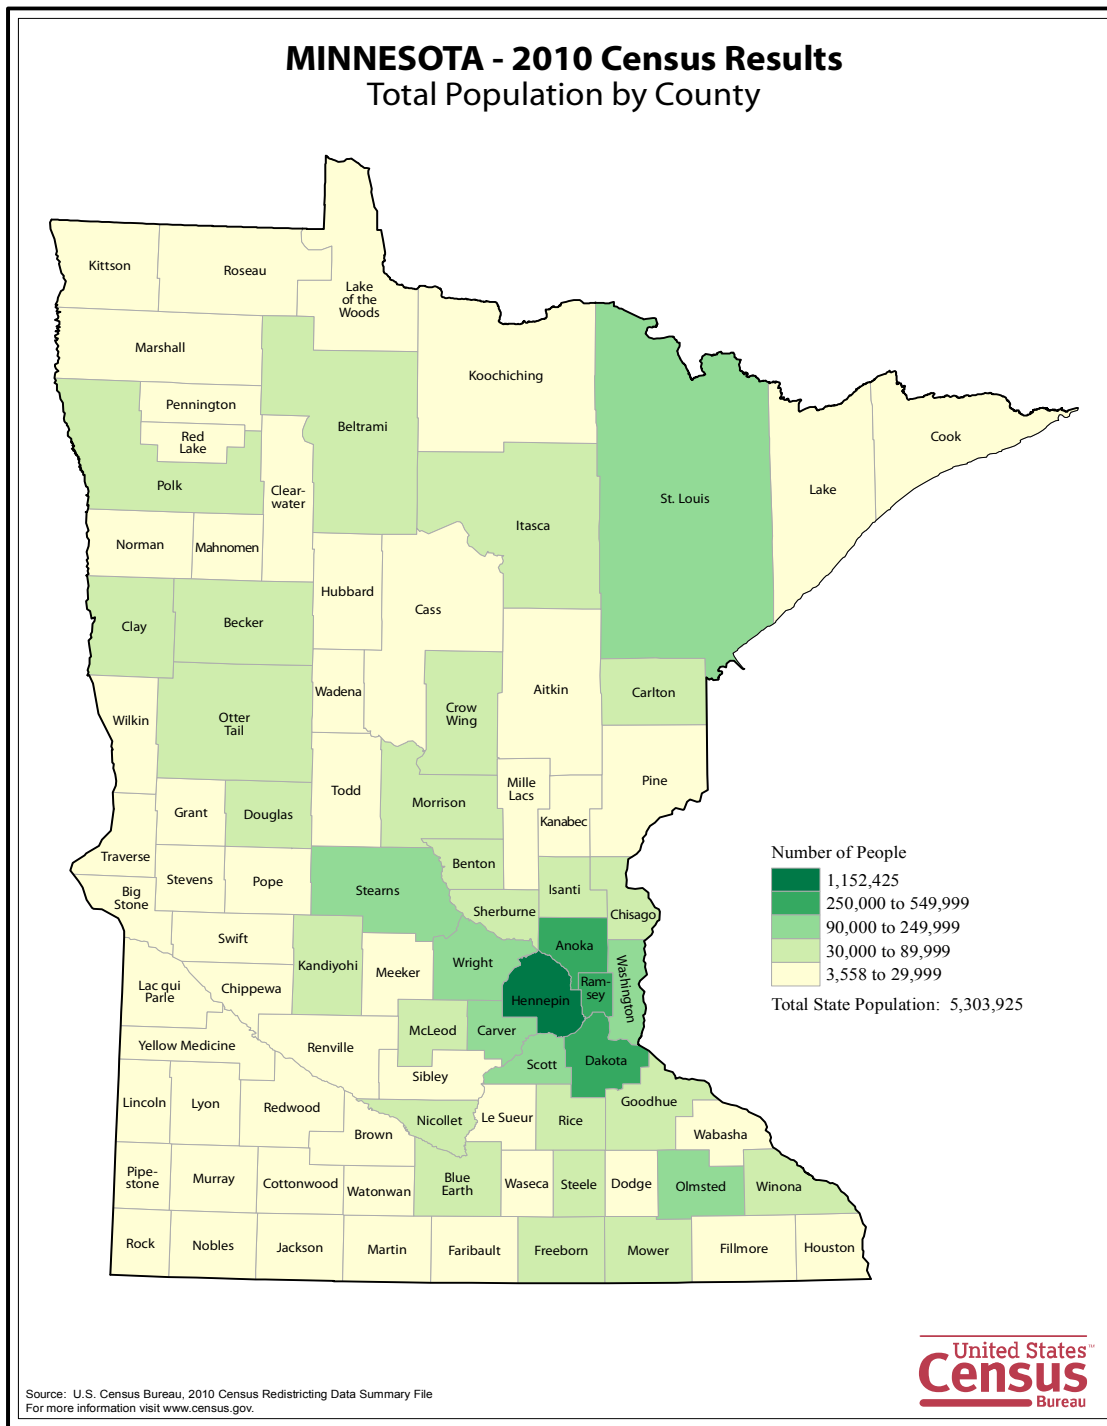 MINNESOTA - 2010 Census Results
Total Population by County
Kittson
Roseau
Lake
of the
Woods
Marshall
Koochiching
Pennington
Red
Lake
Beltrami
Cook
Polk
Clear-
water
Itasca
St. Louis
Lake
Norman
Mahnomen
Hubbard
Cass
Clay
Becker
Wadena
Aitkin
Carlton
Wilkin
Otter
Tail
Crow
Wing
Todd
Morrison
Mille
Lacs
Pine
Grant
Douglas
Kanabec
Traverse
Stevens
Pope
Stearns
Benton
Isanti
Big
Stone
Sherburne
Chisago
Swift
Kandiyohi
Meeker
Wright
Anoka
Lac qui
Parle
Chippewa
Hennepin
Ram-
sey
Washington
Yellow Medicine
Renville
McLeod
Carver
Scott
Dakota
Sibley
Lincoln
Lyon
Redwood
Nicollet
Le Sueur
Rice
Goodhue
Brown
Wabasha
Pipe-
stone
Murray
Cottonwood
Watonwan
Blue
Earth
Waseca
Steele
Dodge
Olmsted
Winona
Rock
Nobles
Jackson
Martin
Faribault
Freeborn
Mower
Fillmore
Houston
Number of People
1,152,425
250,000 to 549,999
90,000 to 249,999
30,000 to 89,999
3,558 to 29,999
Total State Population: 5,303,925
United States™
Census
Bureau
Source: U.S. Census Bureau, 2010 Census Redistricting Data Summary File
For more information visit www.census.gov.